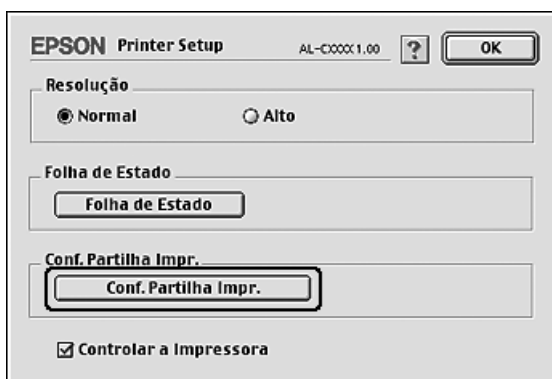 EPSON Printer Setup AL-CXXXX 1.00 ? OK
Resolução
Normal Alto
Folha de Estado
Folha de Estado
Conf. Partilha Impr.
Conf. Partilha Impr.
Controlar a Impressora